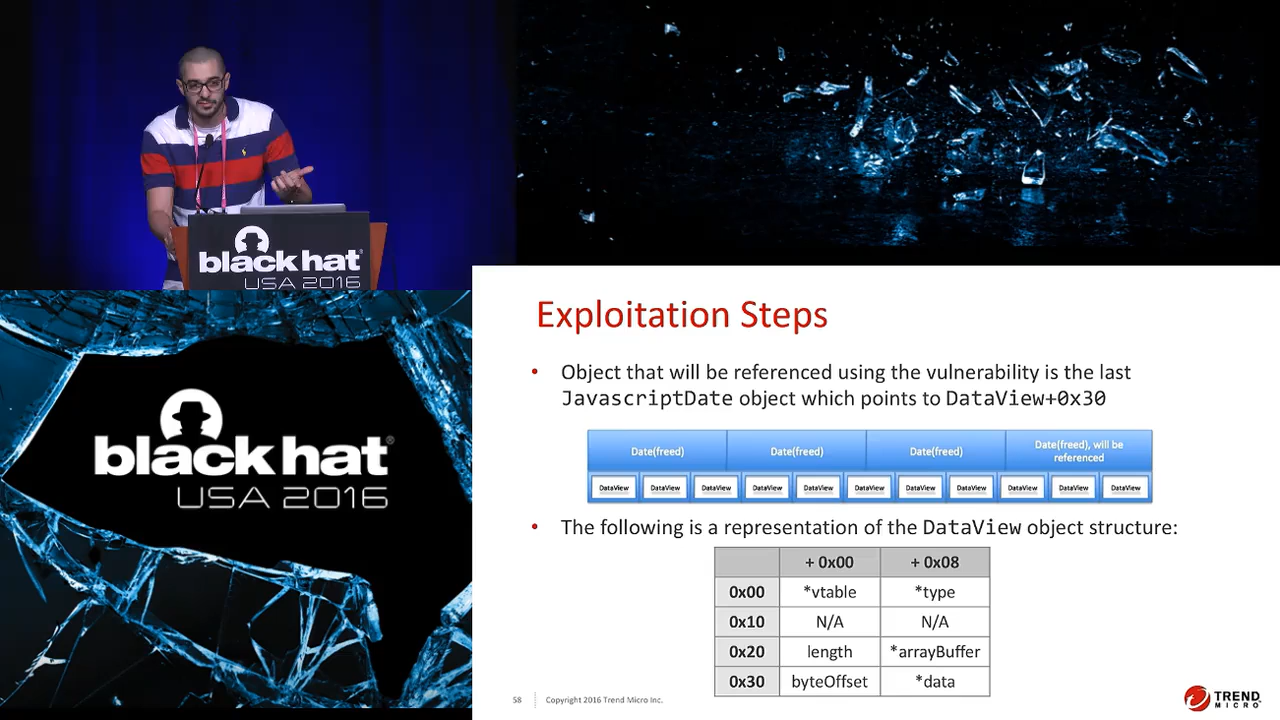 black hat®
USA 2016
black hat®
USA 2016
Exploitation Steps
• Object that will be referenced using the vulnerability is the last
JavascriptDate object which points to DataView+0x30
Date(freed) Date(freed) Date(freed) Date(freed), will be
referenced
DataView DataView DataView DataView DataView DataView DataView DataView DataView DataView DataView
• The following is a representation of the DataView object structure:
+ 0x00 + 0x08
0x00 *vtable *type
0x10 N/A N/A
0x20 length *arrayBuffer
0x30 byteOffset *data
58 Copyright 2016 Trend Micro Inc.
TREND
MICRO